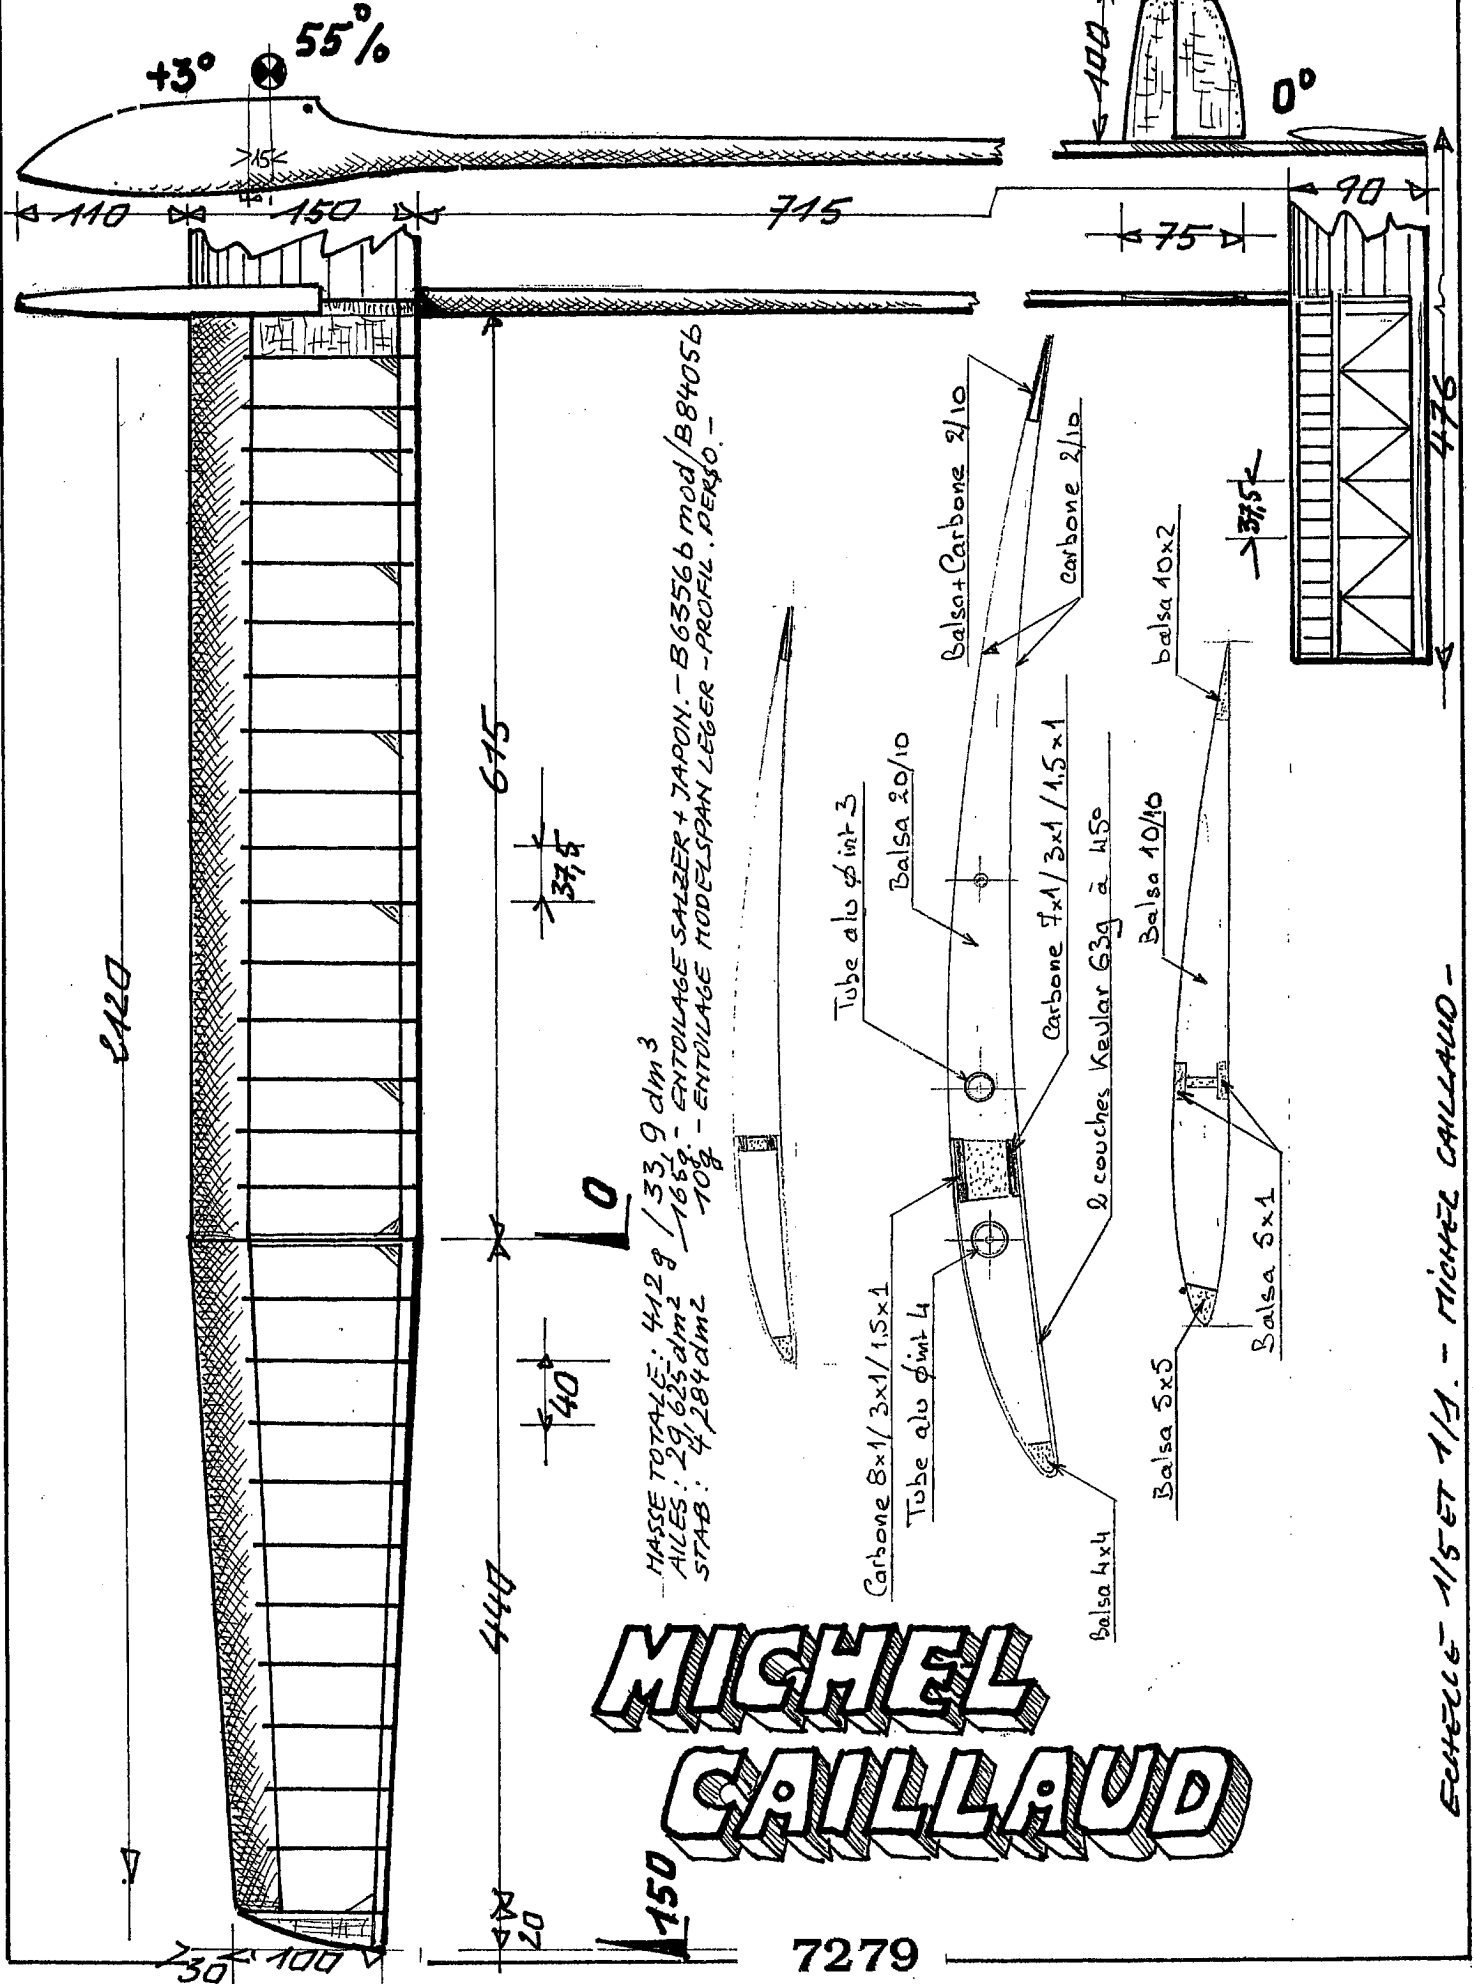 +3°
55%
100
0°
15
110
150
715
90
75
476
37,5
2120
615
37,5
0
40
440
20
150
30
100
MASSE TOTALE : 412 g / 33,9 dm3
AILES : 29,625 dm2 / 165g. - ENTOILAGE SALZER + JAPON. - B6356b mod/B8405b
STAB : 4,284 dm2 10g - ENTOILAGE MODELSPAN LEGER - PROFIL. PERSO. -
Balsa+Carbone 2/10
carbone 2/10
Tube alu ø int 3
Balsa 20/10
Carbone 7x1/3x1/1,5x1
2 couches Kevlar 63g à 45°
Carbone 8x1/3x1/1,5x1
Tube alu ø int 4
Balsa 4x4
balsa 10x2
Balsa 10/10
Balsa 5x1
Balsa 5x5
MICHEL
CAILLAUD
ECHELLE 1/5 ET 1/1. - MICHEL CAILLAUD -
7279